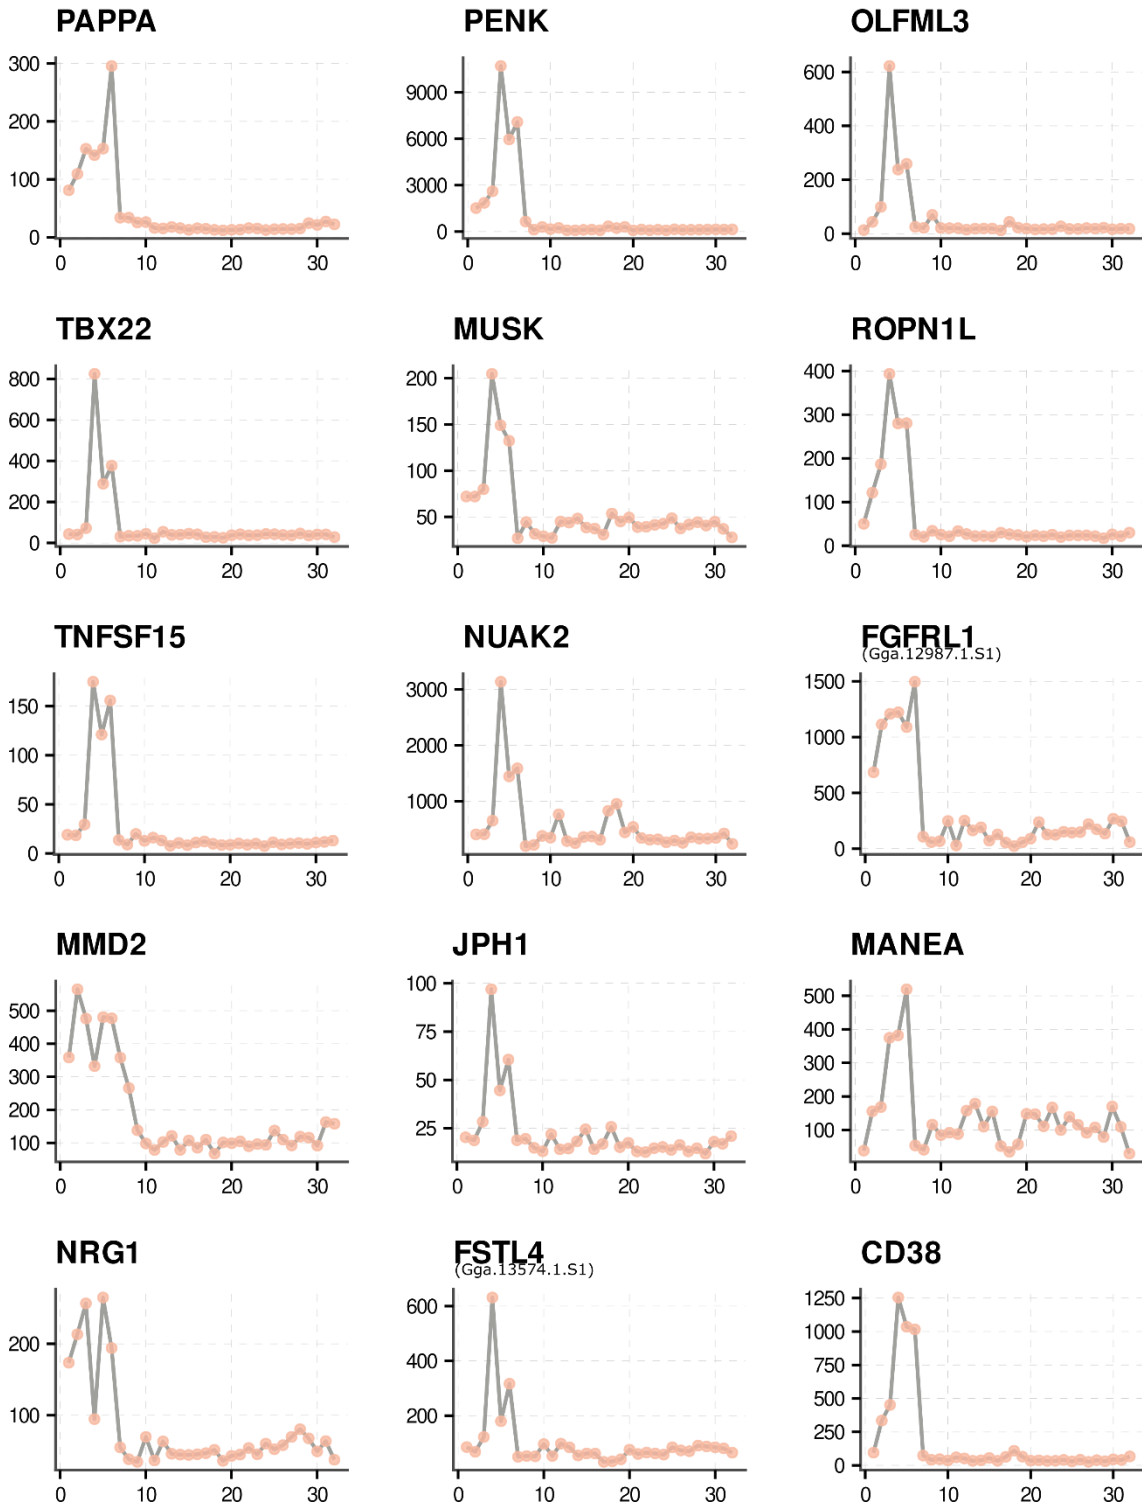 PAPPA PENK OLFML3
300 9000 600
200 6000 400
100 3000 200
0 0 0
0 10 20 30 0 10 20 30 0 10 20 30
TBX22 MUSK ROPN1L
800 200 400
600 150 300
400 100 200
200 50 100
0 0
0 10 20 30 0 10 20 30 0 10 20 30
TNFSF15 NUAK2 FGFRL1
(Gga.12987.1.S1)
150 3000 1500
100 2000 1000
50 1000 500
0 0
0 10 20 30 0 10 20 30 0 10 20 30
MMD2 JPH1 MANEA
500 100 500
400 75 400
300 50 300
200 25 200
100 100
0 10 20 30 0 10 20 30 0 10 20 30
NRG1 FSTL4 CD38
(Gga.13574.1.S1)
200 600 1250
100 400 1000
200 750
500
250
0
0 10 20 30 0 10 20 30 0 10 20 30